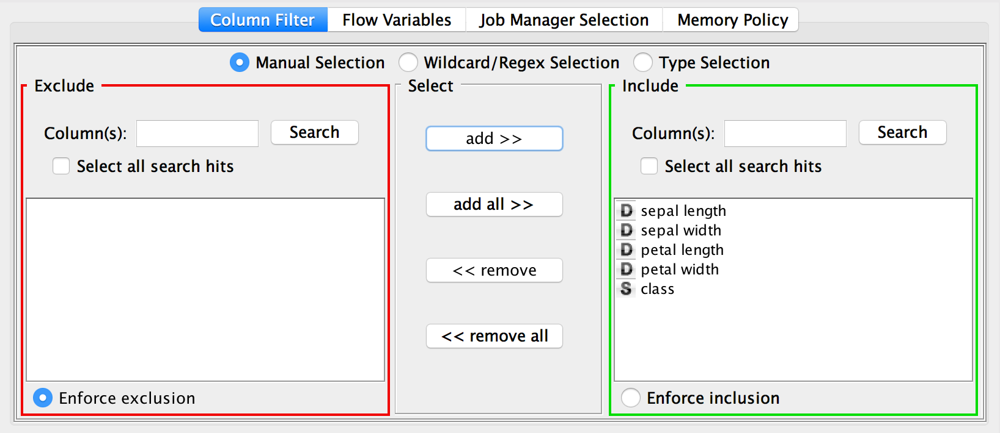 Column Filter Flow Variables Job Manager Selection Memory Policy
Manual Selection Wildcard/Regex Selection Type Selection
Exclude
Column(s): Search
Select all search hits
Enforce exclusion
Select
add >>
add all >>
<< remove
<< remove all
Include
Column(s): Search
Select all search hits
D sepal length
D sepal width
D petal length
D petal width
S class
Enforce inclusion